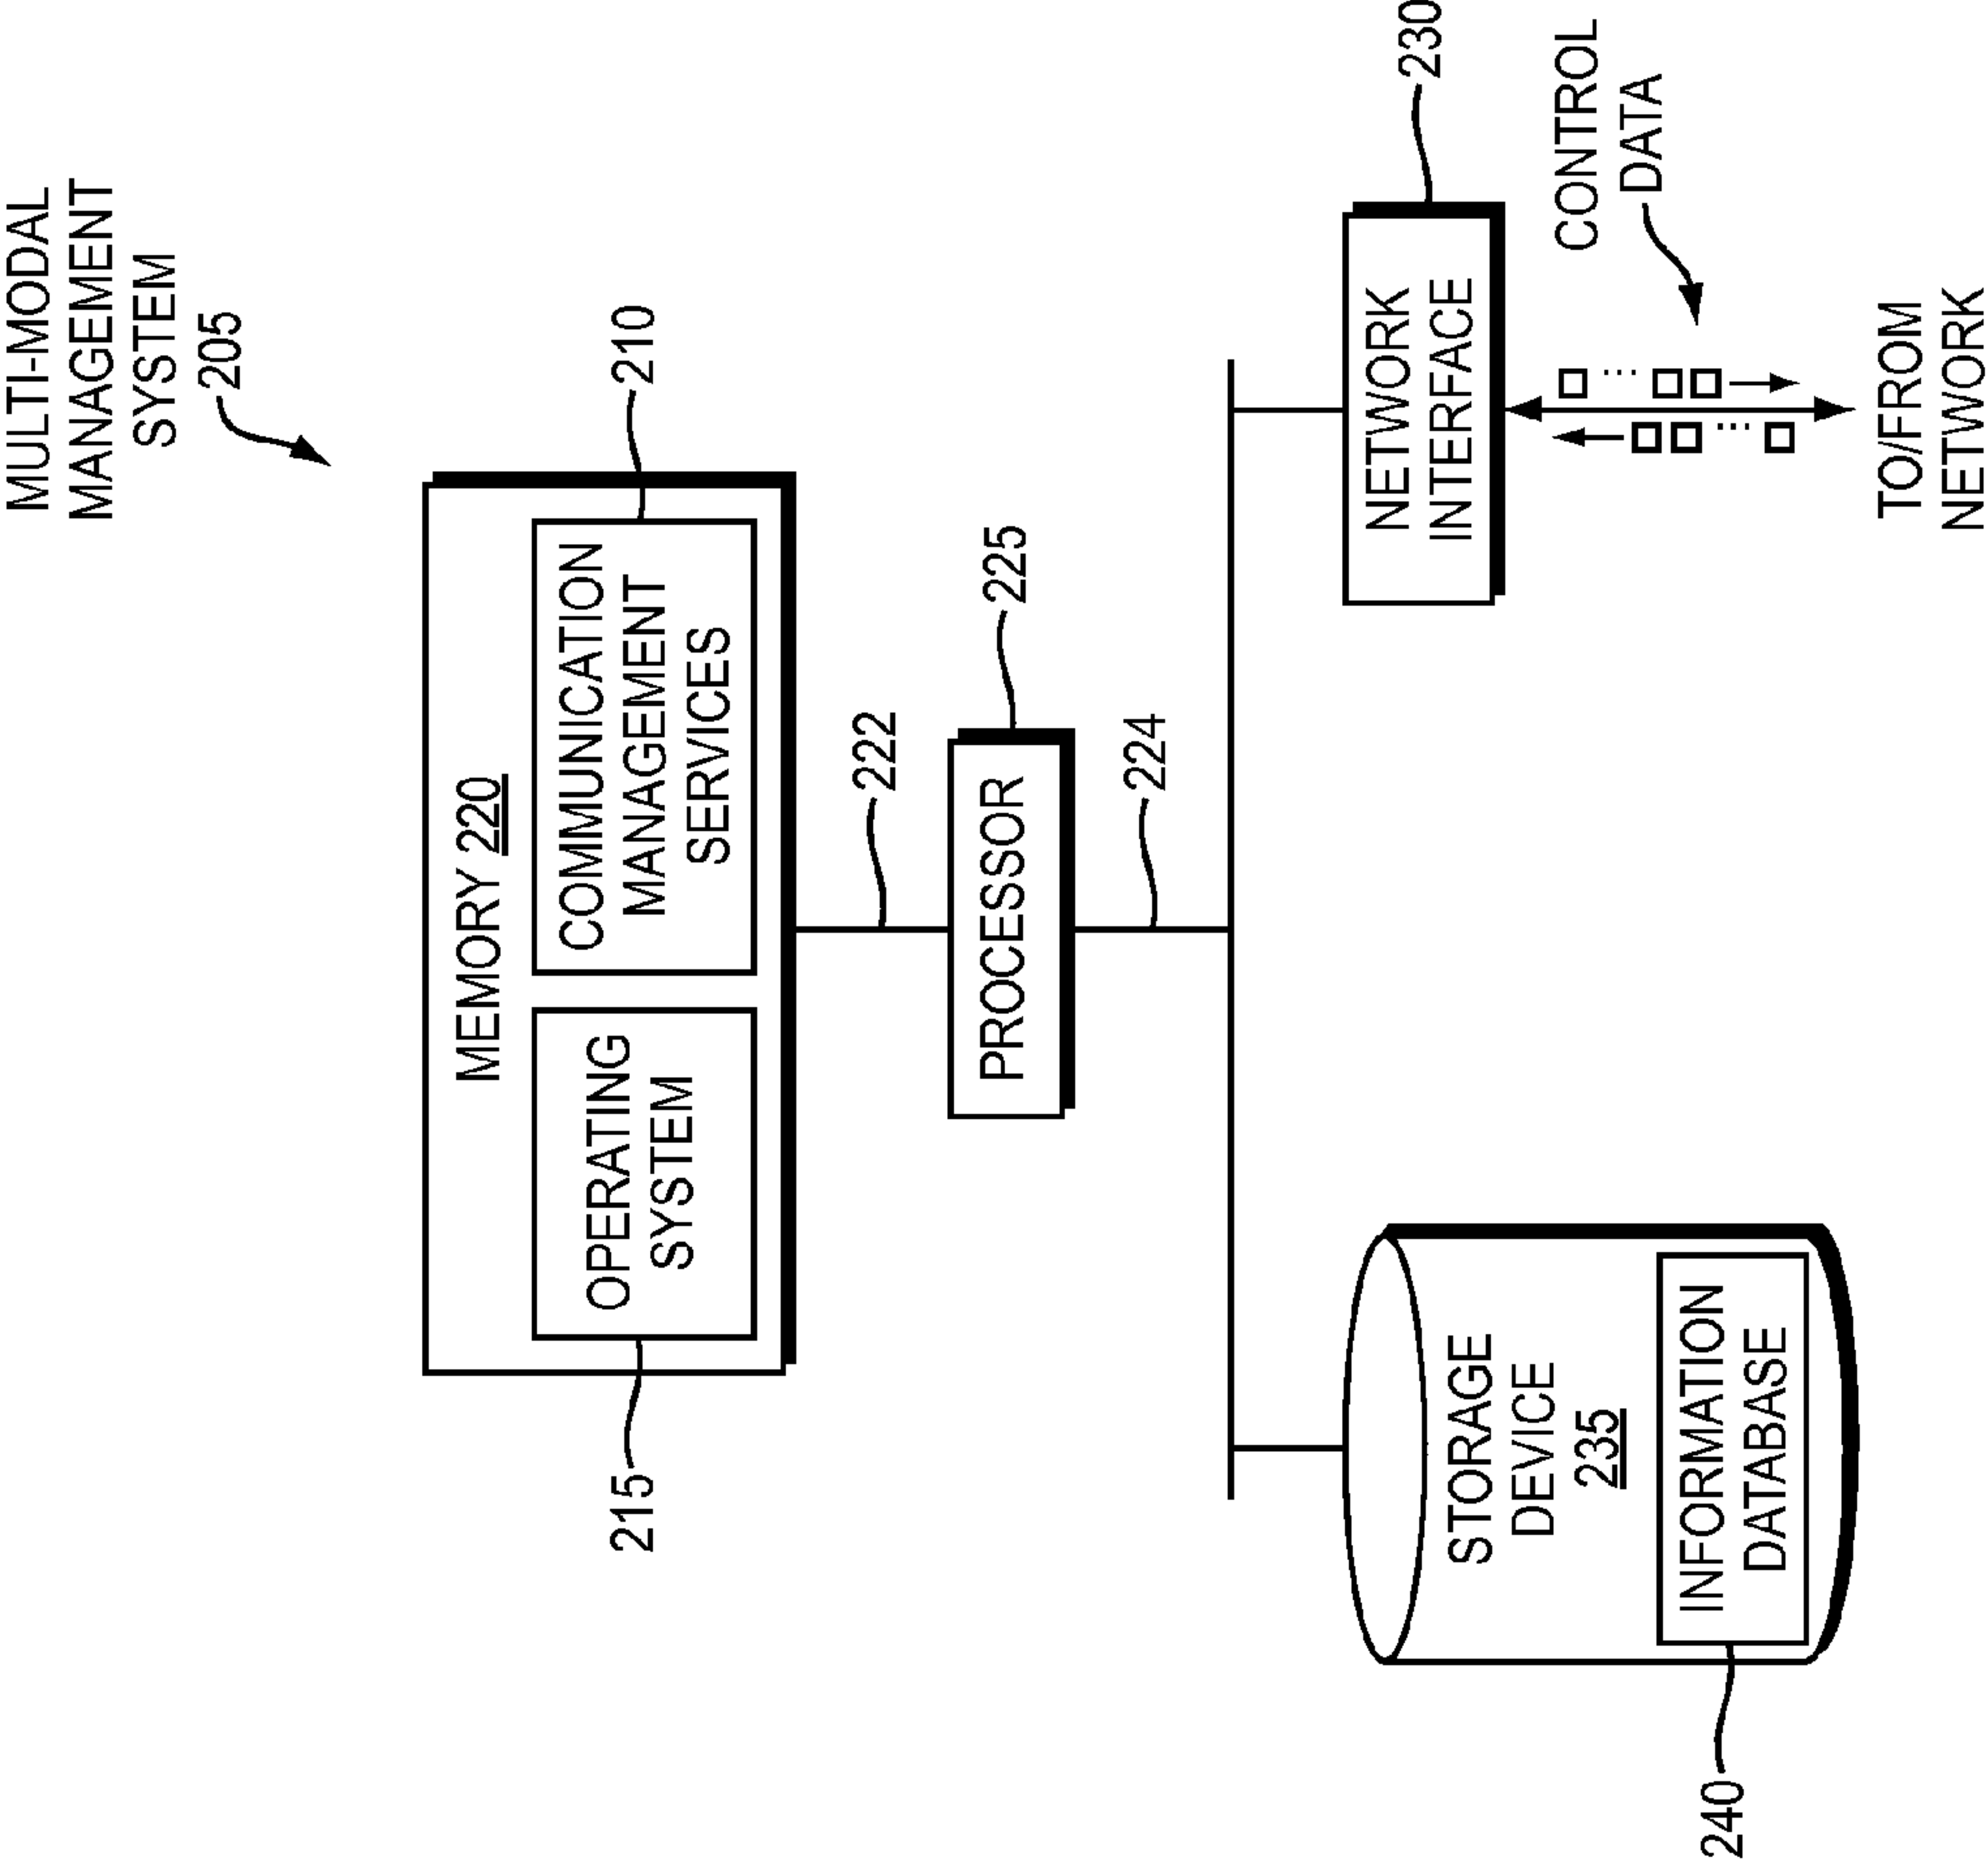 MULTI-MODAL
MANAGEMENT
SYSTEM
205
215
210
MEMORY 220
OPERATING
SYSTEM
COMMUNICATION
MANAGEMENT
SERVICES
222
PROCESSOR
225
224
240
STORAGE
DEVICE
235
INFORMATION
DATABASE
NETWORK
INTERFACE
230
CONTROL
DATA
TO/FROM
NETWORK